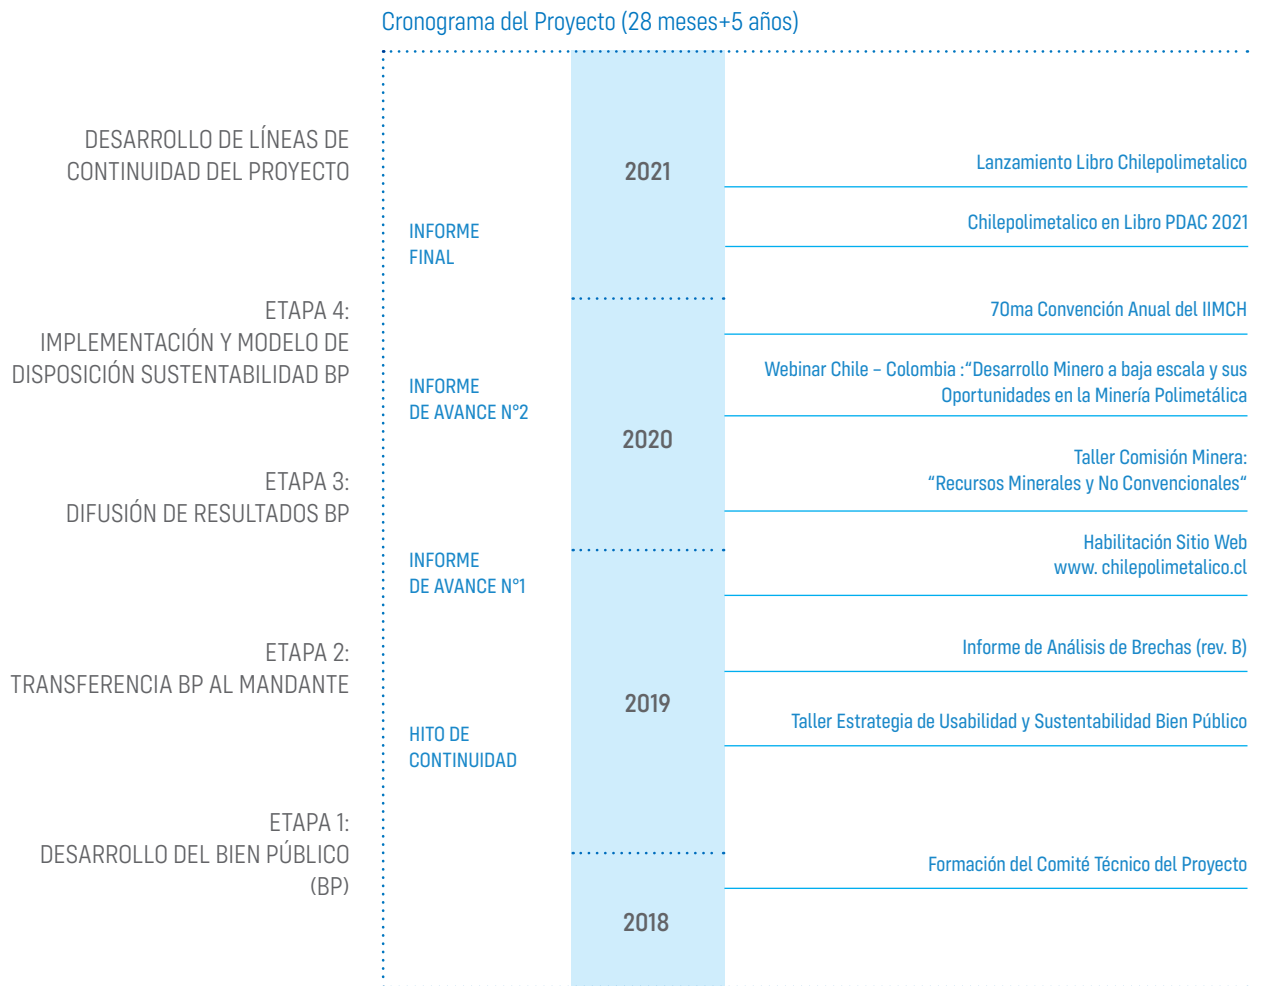 Cronograma del Proyecto (28 meses+5 años)
DESARROLLO DE LÍNEAS DE
CONTINUIDAD DEL PROYECTO
ETAPA 4:
IMPLEMENTACIÓN Y MODELO DE
DISPOSICIÓN SUSTENTABILIDAD BP
ETAPA 3:
DIFUSIÓN DE RESULTADOS BP
ETAPA 2:
TRANSFERENCIA BP AL MANDANTE
ETAPA 1:
DESARROLLO DEL BIEN PÚBLICO
(BP)
INFORME
FINAL
INFORME
DE AVANCE N°2
INFORME
DE AVANCE N°1
HITO DE
CONTINUIDAD
2021
2020
2019
2018
Lanzamiento Libro Chilepolimetalico
Chilepolimetalico en Libro PDAC 2021
70ma Convención Anual del IIMCH
Webinar Chile – Colombia :“Desarrollo Minero a baja escala y sus
Oportunidades en la Minería Polimetálica
Taller Comisión Minera:
“Recursos Minerales y No Convencionales“
Habilitación Sitio Web
www. chilepolimetalico.cl
Informe de Análisis de Brechas (rev. B)
Taller Estrategia de Usabilidad y Sustentabilidad Bien Público
Formación del Comité Técnico del Proyecto